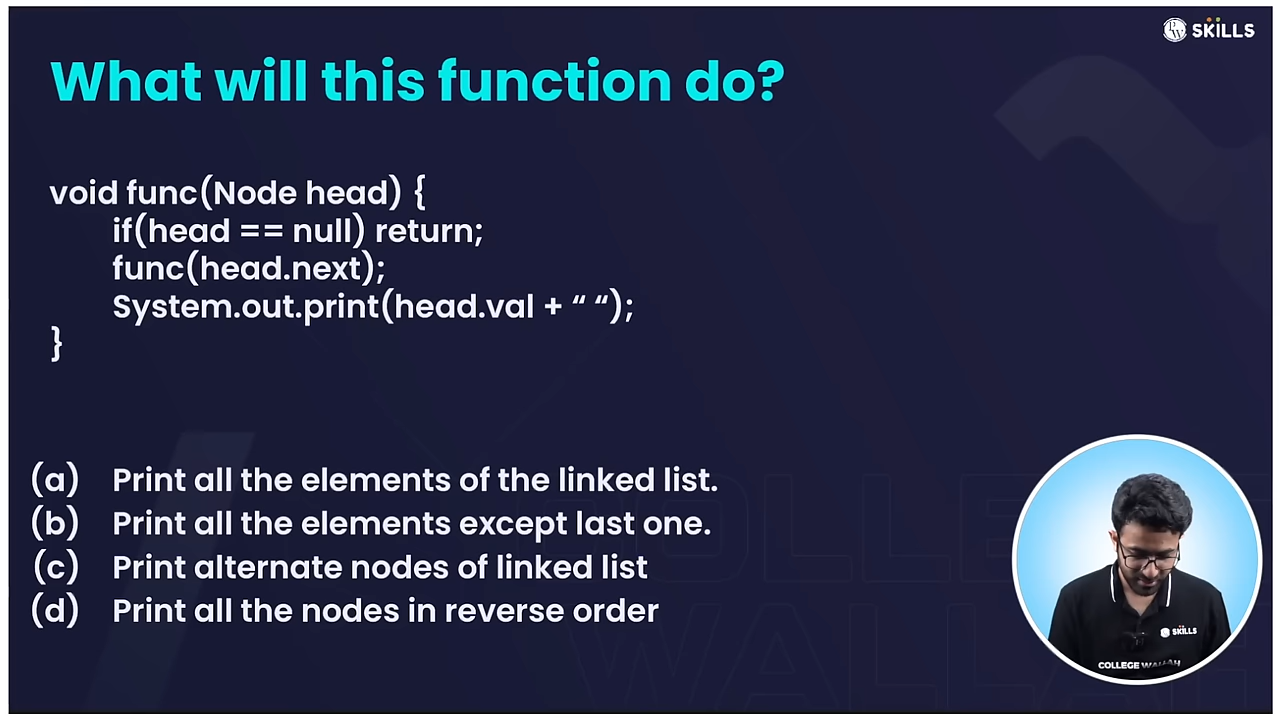 SKILLS
What will this function do?
void func(Node head) {
if(head == null) return;
func(head.next);
System.out.print(head.val + “ “);
}
(a) Print all the elements of the linked list.
(b) Print all the elements except last one.
(c) Print alternate nodes of linked list
(d) Print all the nodes in reverse order
SKILLS
COLLEGE WALLAH
COLLE
WALLAH